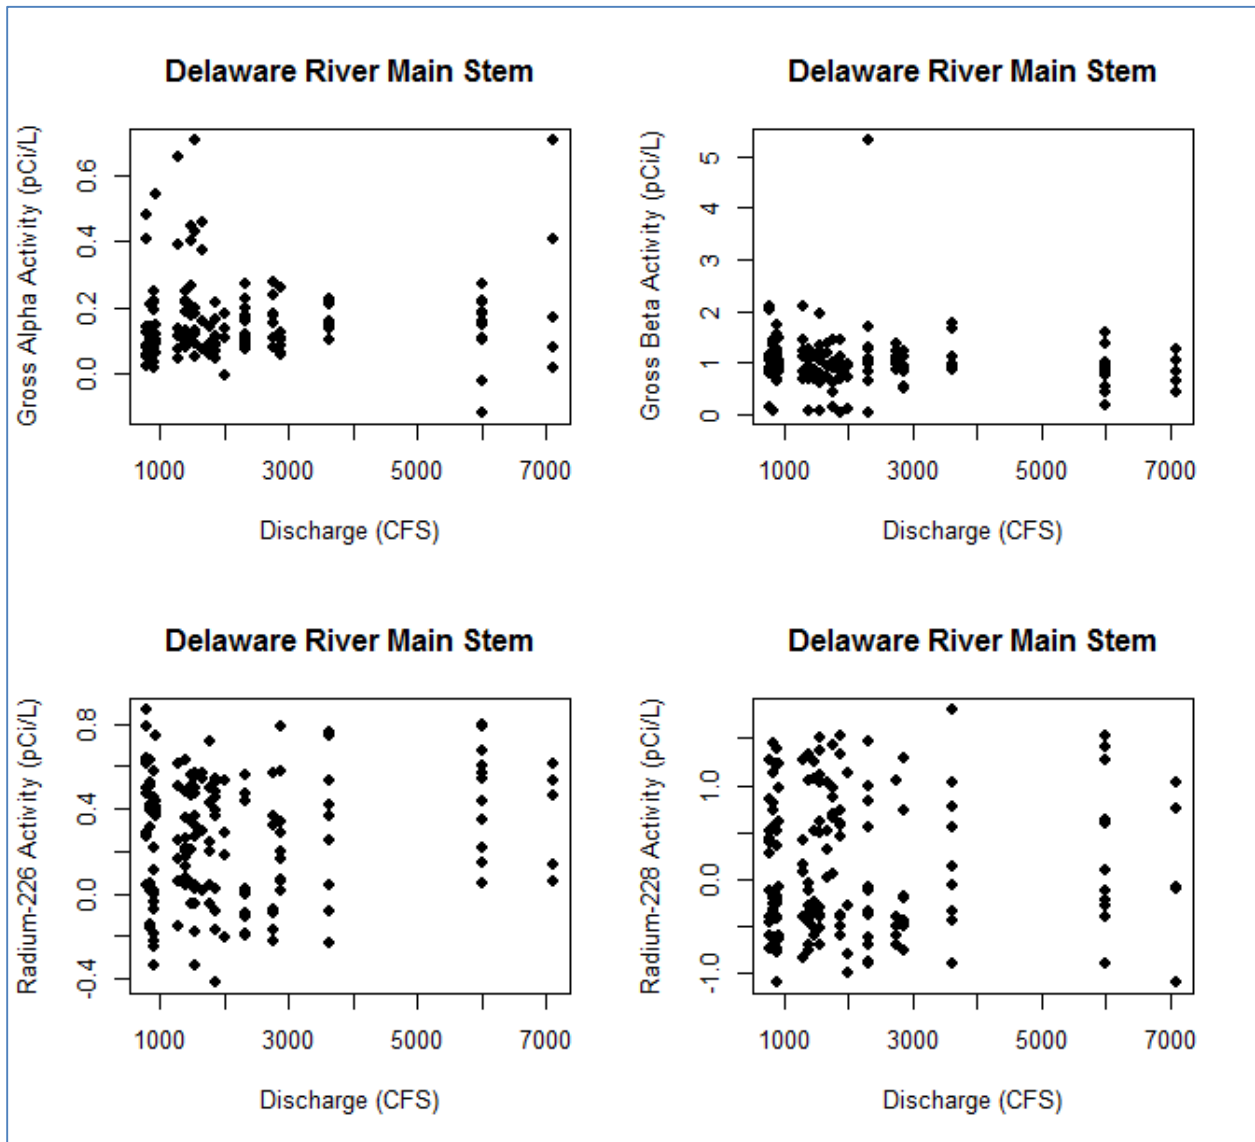 Delaware River Main Stem
Gross Alpha Activity (pCi/L)
0.6
0.4
0.2
0.0
1000 3000 5000 7000
Discharge (CFS)
Delaware River Main Stem
Gross Beta Activity (pCi/L)
5
4
3
2
1
0
1000 3000 5000 7000
Discharge (CFS)
Delaware River Main Stem
Radium-226 Activity (pCi/L)
0.8
0.4
0.0
-0.4
1000 3000 5000 7000
Discharge (CFS)
Delaware River Main Stem
Radium-228 Activity (pCi/L)
1.0
0.0
-1.0
1000 3000 5000 7000
Discharge (CFS)